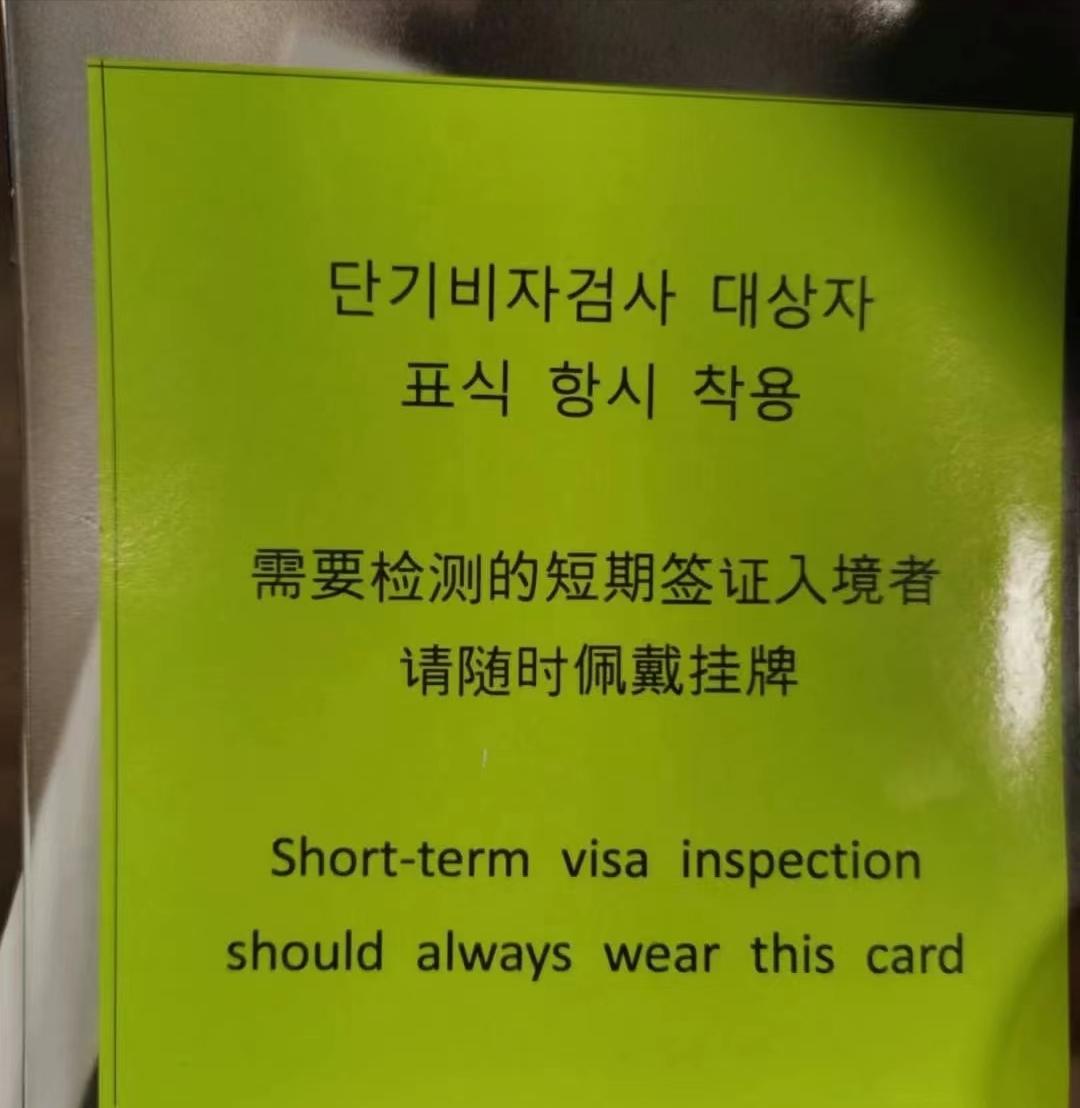 단기비자검사 대상자
표식 항시 착용
需要检测的短期签证入境者
请随时佩戴挂牌
Short-term visa inspection
should always wear this card